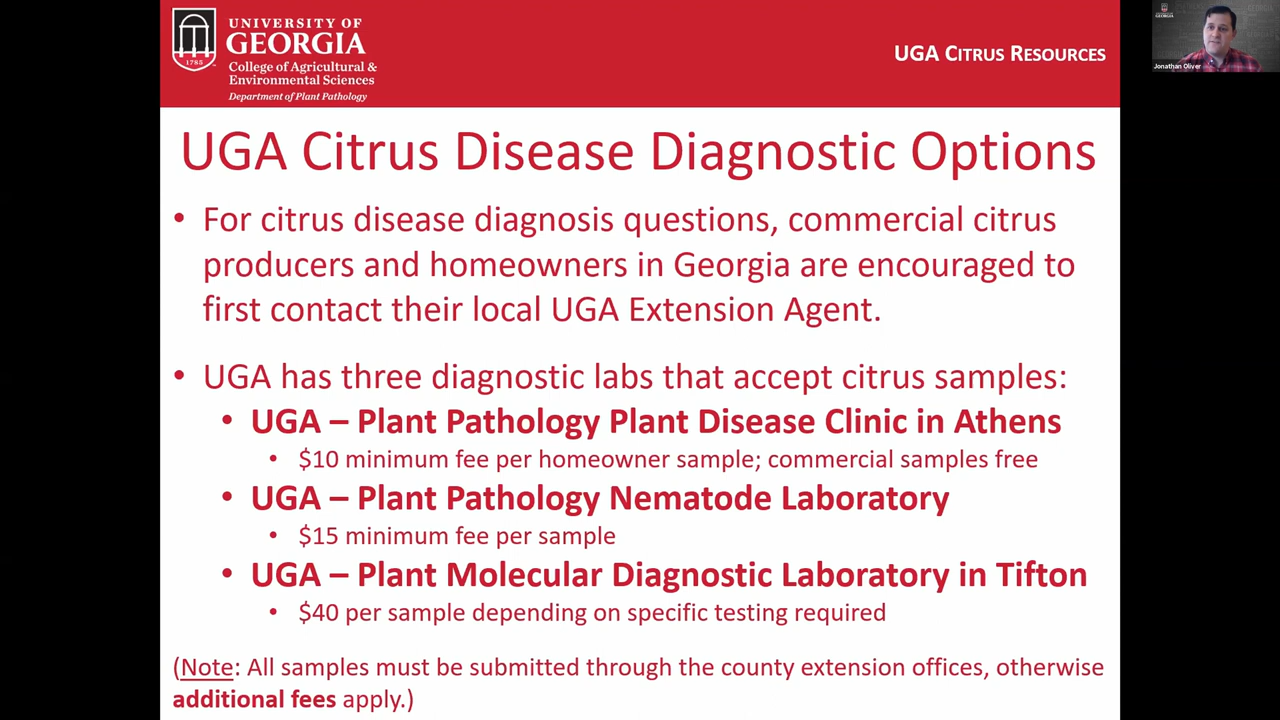 UNIVERSITY OF
GEORGIA
College of Agricultural &
Environmental Sciences
Department of Plant Pathology
1785
UGA CITRUS RESOURCES
Jonathan Oliver
UGA Citrus Disease Diagnostic Options
• For citrus disease diagnosis questions, commercial citrus
producers and homeowners in Georgia are encouraged to
first contact their local UGA Extension Agent.
• UGA has three diagnostic labs that accept citrus samples:
• UGA – Plant Pathology Plant Disease Clinic in Athens
• $10 minimum fee per homeowner sample; commercial samples free
• UGA – Plant Pathology Nematode Laboratory
• $15 minimum fee per sample
• UGA – Plant Molecular Diagnostic Laboratory in Tifton
• $40 per sample depending on specific testing required
(Note: All samples must be submitted through the county extension offices, otherwise
additional fees apply.)